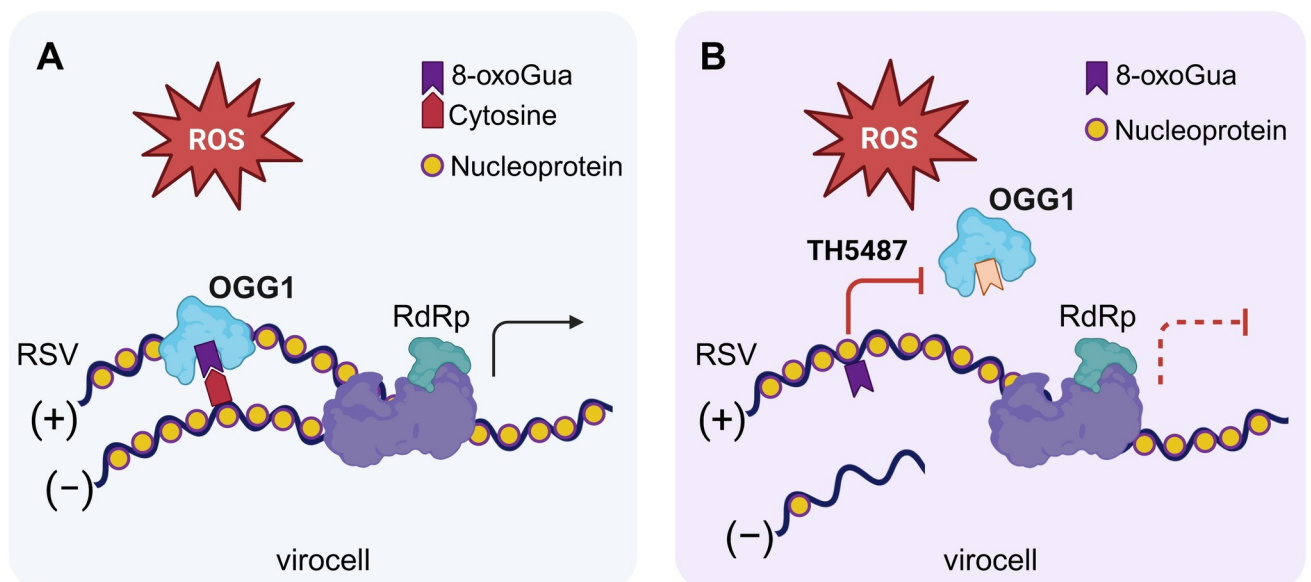 A
ROS
8-oxoGua
Cytosine
Nucleoprotein
OGG1
RdRp
RSV
(+)
(−)
virocell
B
ROS
8-oxoGua
Nucleoprotein
OGG1
TH5487
RdRp
RSV
(+)
(−)
virocell